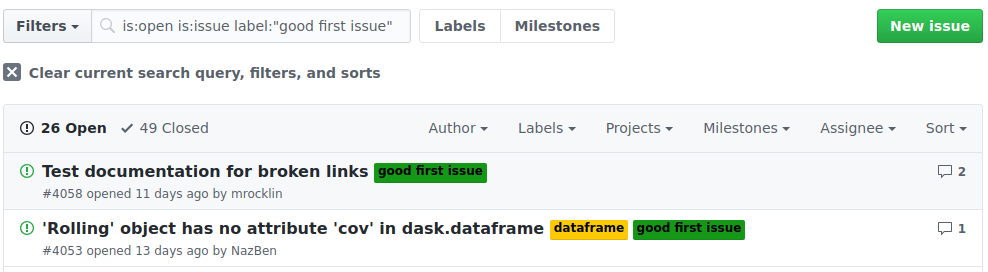 Filters is:open is:issue label:"good first issue" Labels Milestones New issue
Clear current search query, filters, and sorts
26 Open 49 Closed Author Labels Projects Milestones Assignee Sort
Test documentation for broken links good first issue 2
#4058 opened 11 days ago by mrocklin
'Rolling' object has no attribute 'cov' in dask.dataframe dataframe good first issue 1
#4053 opened 13 days ago by NazBen